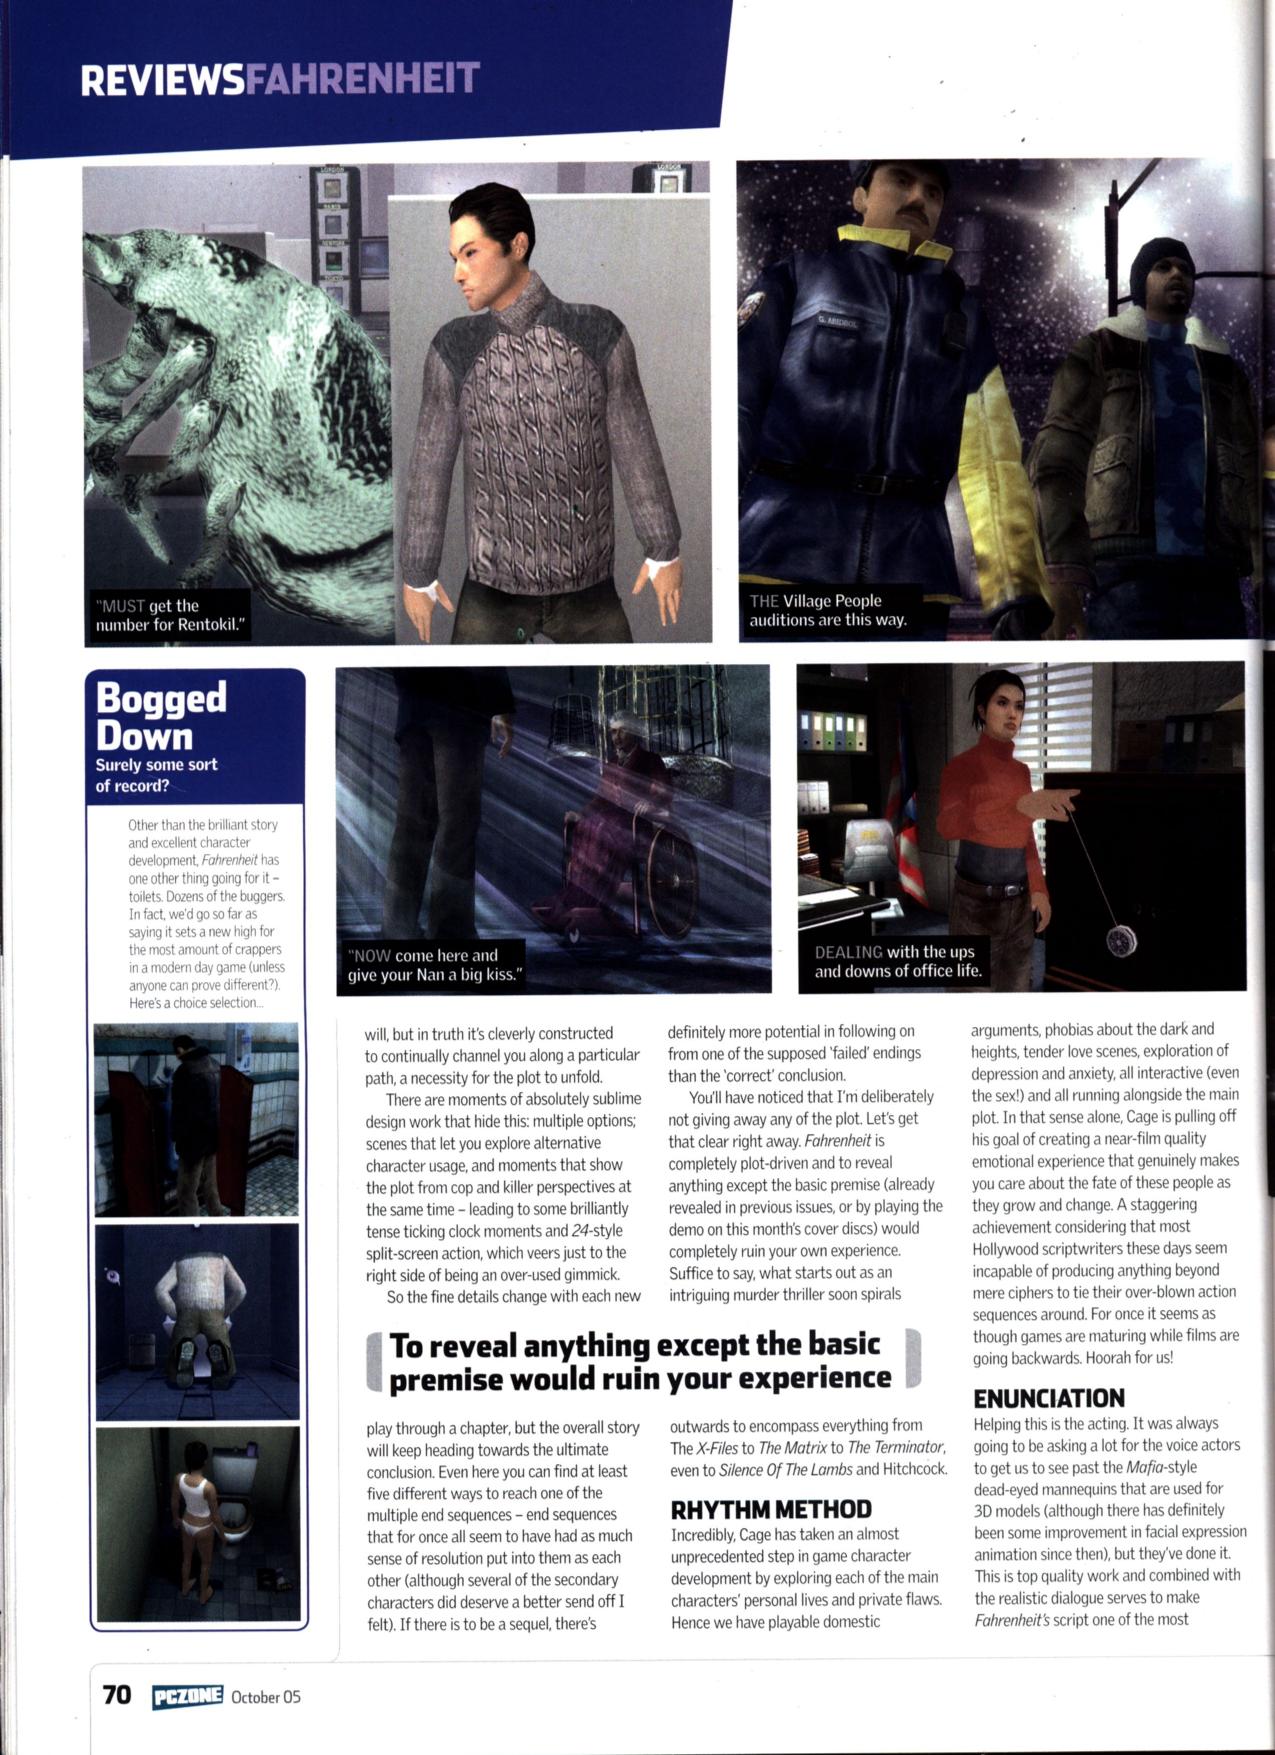 REVIEWSFAHRENHEIT
LONDON
PARIS
NEW YORK
TOKYO
LONDON
"MUST get the
number for Rentokil."
G. ABIDBOL
THE Village People
auditions are this way.
Bogged
Down
Surely some sort
of record?
Other than the brilliant story
and excellent character
development, Fahrenheit has
one other thing going for it –
toilets. Dozens of the buggers.
In fact, we'd go so far as
saying it sets a new high for
the most amount of crappers
in a modern day game (unless
anyone can prove different?).
Here's a choice selection...
"NOW come here and
give your Nan a big kiss."
DEALING with the ups
and downs of office life.
will, but in truth it's cleverly constructed
to continually channel you along a particular
path, a necessity for the plot to unfold.
There are moments of absolutely sublime
design work that hide this: multiple options;
scenes that let you explore alternative
character usage, and moments that show
the plot from cop and killer perspectives at
the same time – leading to some brilliantly
tense ticking clock moments and 24-style
split-screen action, which veers just to the
right side of being an over-used gimmick.
So the fine details change with each new
play through a chapter, but the overall story
will keep heading towards the ultimate
conclusion. Even here you can find at least
five different ways to reach one of the
multiple end sequences – end sequences
that for once all seem to have had as much
sense of resolution put into them as each
other (although several of the secondary
characters did deserve a better send off I
felt). If there is to be a sequel, there's
definitely more potential in following on
from one of the supposed 'failed' endings
than the 'correct' conclusion.
You'll have noticed that I'm deliberately
not giving away any of the plot. Let's get
that clear right away. Fahrenheit is
completely plot-driven and to reveal
anything except the basic premise (already
revealed in previous issues, or by playing the
demo on this month's cover discs) would
completely ruin your own experience.
Suffice to say, what starts out as an
intriguing murder thriller soon spirals
To reveal anything except the basic
premise would ruin your experience
outwards to encompass everything from
The X-Files to The Matrix to The Terminator,
even to Silence Of The Lambs and Hitchcock.
RHYTHM METHOD
Incredibly, Cage has taken an almost
unprecedented step in game character
development by exploring each of the main
characters' personal lives and private flaws.
Hence we have playable domestic
arguments, phobias about the dark and
heights, tender love scenes, exploration of
depression and anxiety, all interactive (even
the sex!) and all running alongside the main
plot. In that sense alone, Cage is pulling off
his goal of creating a near-film quality
emotional experience that genuinely makes
you care about the fate of these people as
they grow and change. A staggering
achievement considering that most
Hollywood scriptwriters these days seem
incapable of producing anything beyond
mere ciphers to tie their over-blown action
sequences around. For once it seems as
though games are maturing while films are
going backwards. Hoorah for us!
ENUNCIATION
Helping this is the acting. It was always
going to be asking a lot for the voice actors
to get us to see past the Mafia-style
dead-eyed mannequins that are used for
3D models (although there has definitely
been some improvement in facial expression
animation since then), but they've done it.
This is top quality work and combined with
the realistic dialogue serves to make
Fahrenheit's script one of the most
70 PCZONE October 05